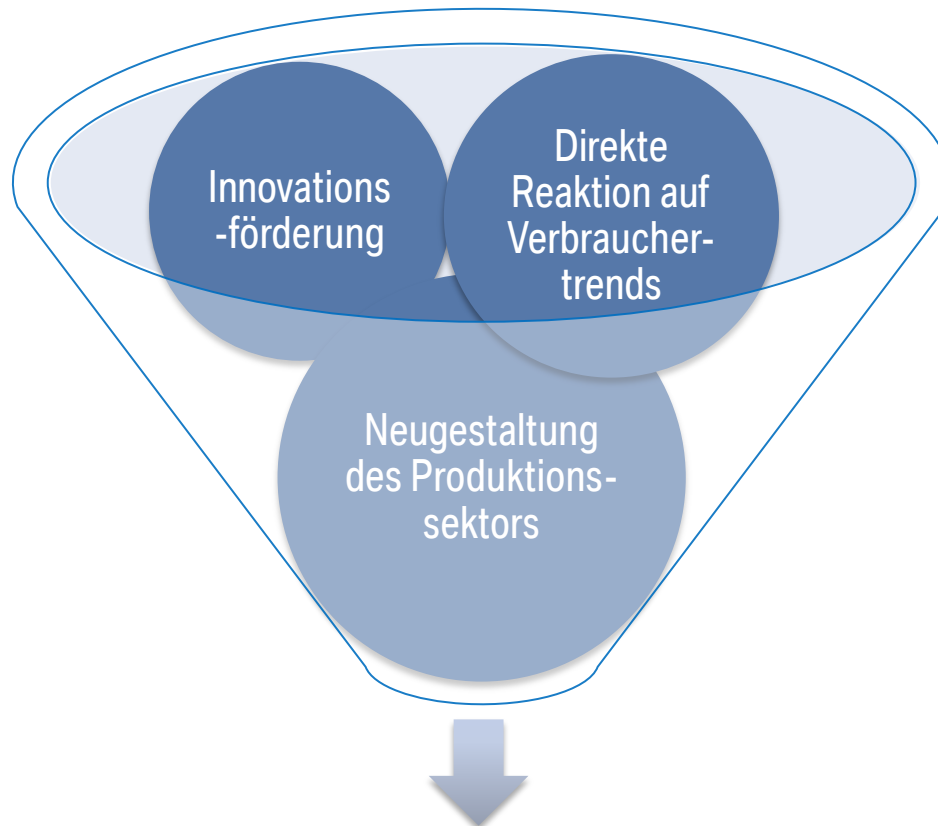 Innovations
-förderung
Direkte
Reaktion auf
Verbraucher-
trends
Neugestaltung
des Produktions-
sektors